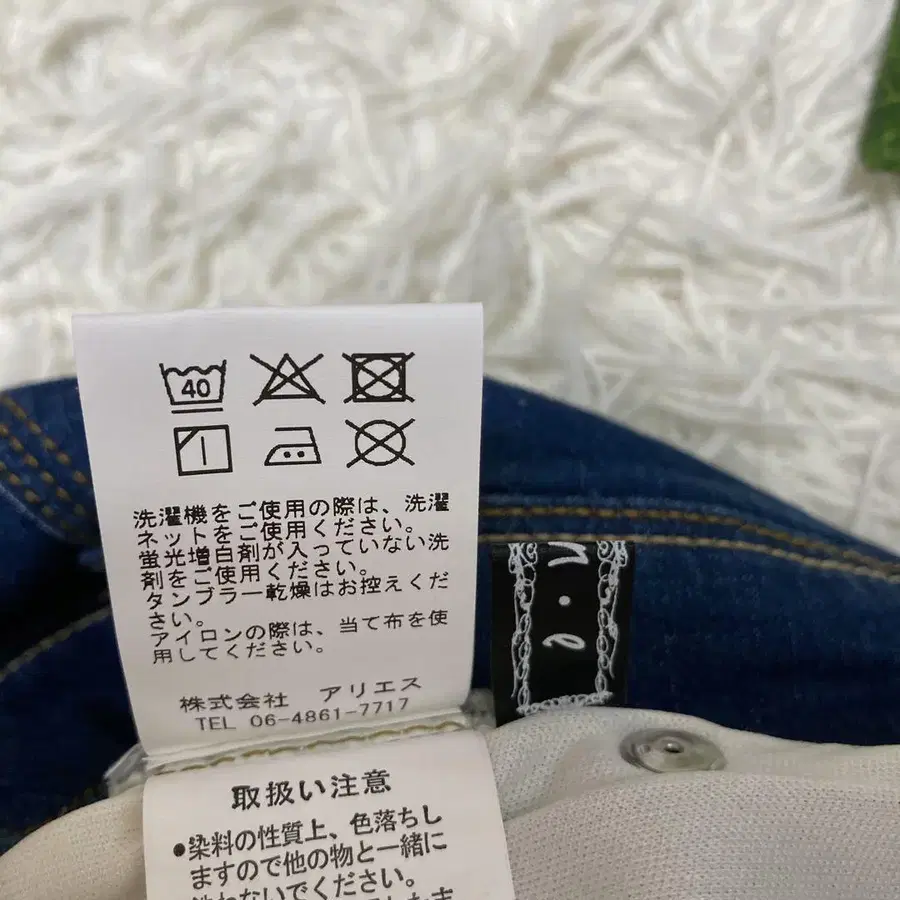 40
洗濯機をご使用の際は、洗濯
ネットをご使用ください。
蛍光増白剤が入っていない洗
剤をご使用ください。
タンブラー乾燥はお控えくだ
さい。
アイロンの際は、当て布を使
用してください。
株式会社 アリエス
TEL 06-4861-7717
n.e
取扱い注意
•染料の性質上、色落ちし
ますので他の物と一緒に
洗わないでください。